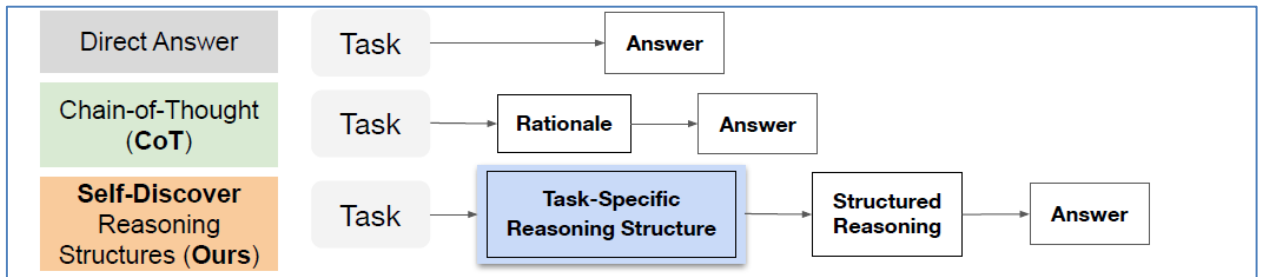 Direct Answer
Task
Answer
Chain-of-Thought
(CoT)
Task
Rationale
Answer
Self-Discover
Reasoning
Structures (Ours)
Task
Task-Specific
Reasoning Structure
Structured
Reasoning
Answer